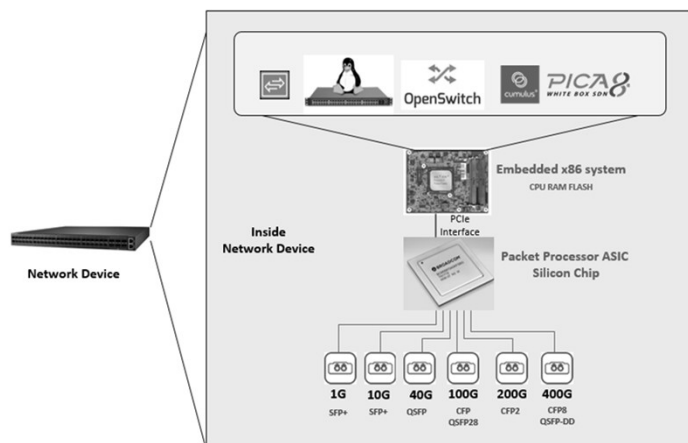 OpenSwitch
cumulus
PICA8
WHITE BOX SDN
Embedded x86 system
CPU RAM FLASH
PCIe
Interface
Inside
Network Device
Network Device
Packet Processor ASIC
Silicon Chip
BROADCOM
1G
10G
40G
100G
200G
400G
SFP+
SFP+
QSFP
CFP
QSFP28
CFP2
CFP8
QSFP-DD